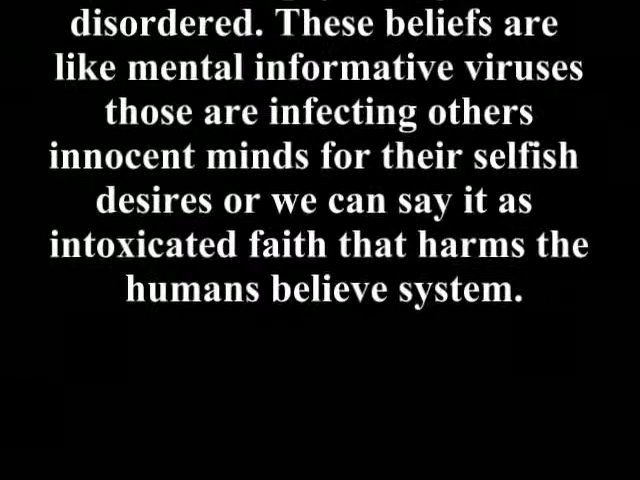 disordered. These beliefs are
like mental informative viruses
those are infecting others
innocent minds for their selfish
desires or we can say it as
intoxicated faith that harms the
humans believe system.